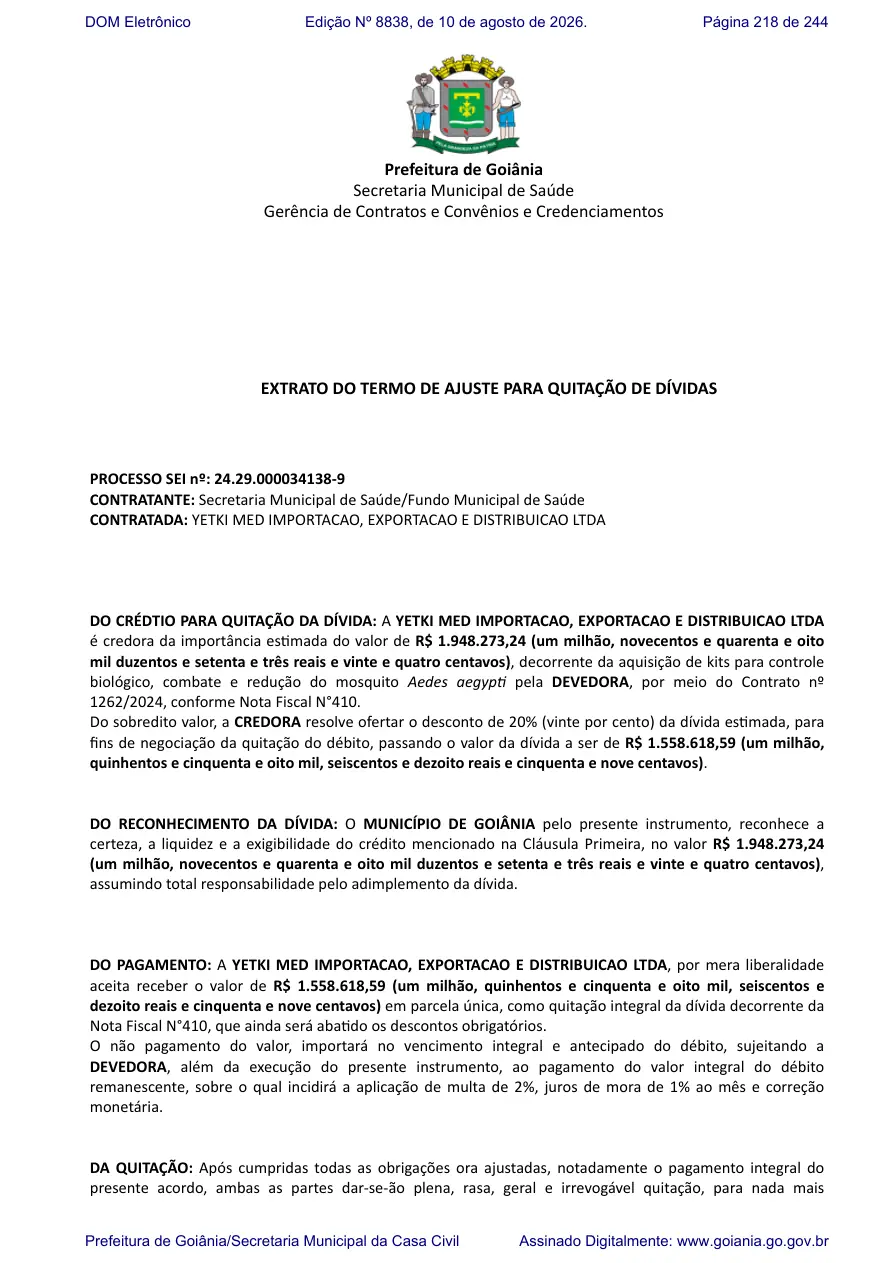 DOM Eletrônico Edição Nº 8838, de 10 de agosto de 2026. Página 218 de 244
PELA GRANDEZA DA PÁTRIA
Prefeitura de Goiânia
Secretaria Municipal de Saúde
Gerência de Contratos e Convênios e Credenciamentos
EXTRATO DO TERMO DE AJUSTE PARA QUITAÇÃO DE DÍVIDAS
PROCESSO SEI nº: 24.29.000034138-9
CONTRATANTE: Secretaria Municipal de Saúde/Fundo Municipal de Saúde
CONTRATADA: YETKI MED IMPORTACAO, EXPORTACAO E DISTRIBUICAO LTDA
DO CRÉDTIO PARA QUITAÇÃO DA DÍVIDA: A YETKI MED IMPORTACAO, EXPORTACAO E DISTRIBUICAO LTDA
é credora da importância estimada do valor de R$ 1.948.273,24 (um milhão, novecentos e quarenta e oito
mil duzentos e setenta e três reais e vinte e quatro centavos), decorrente da aquisição de kits para controle
biológico, combate e redução do mosquito Aedes aegypti pela DEVEDORA, por meio do Contrato nº
1262/2024, conforme Nota Fiscal N°410.
Do sobredito valor, a CREDORA resolve ofertar o desconto de 20% (vinte por cento) da dívida estimada, para
fins de negociação da quitação do débito, passando o valor da dívida a ser de R$ 1.558.618,59 (um milhão,
quinhentos e cinquenta e oito mil, seiscentos e dezoito reais e cinquenta e nove centavos).
DO RECONHECIMENTO DA DÍVIDA: O MUNICÍPIO DE GOIÂNIA pelo presente instrumento, reconhece a
certeza, a liquidez e a exigibilidade do crédito mencionado na Cláusula Primeira, no valor R$ 1.948.273,24
(um milhão, novecentos e quarenta e oito mil duzentos e setenta e três reais e vinte e quatro centavos),
assumindo total responsabilidade pelo adimplemento da dívida.
DO PAGAMENTO: A YETKI MED IMPORTACAO, EXPORTACAO E DISTRIBUICAO LTDA, por mera liberalidade
aceita receber o valor de R$ 1.558.618,59 (um milhão, quinhentos e cinquenta e oito mil, seiscentos e
dezoito reais e cinquenta e nove centavos) em parcela única, como quitação integral da dívida decorrente da
Nota Fiscal N°410, que ainda será abatido os descontos obrigatórios.
O não pagamento do valor, importará no vencimento integral e antecipado do débito, sujeitando a
DEVEDORA, além da execução do presente instrumento, ao pagamento do valor integral do débito
remanescente, sobre o qual incidirá a aplicação de multa de 2%, juros de mora de 1% ao mês e correção
monetária.
DA QUITAÇÃO: Após cumpridas todas as obrigações ora ajustadas, notadamente o pagamento integral do
presente acordo, ambas as partes dar-se-ão plena, rasa, geral e irrevogável quitação, para nada mais
Prefeitura de Goiânia/Secretaria Municipal da Casa Civil Assinado Digitalmente: www.goiania.go.gov.br